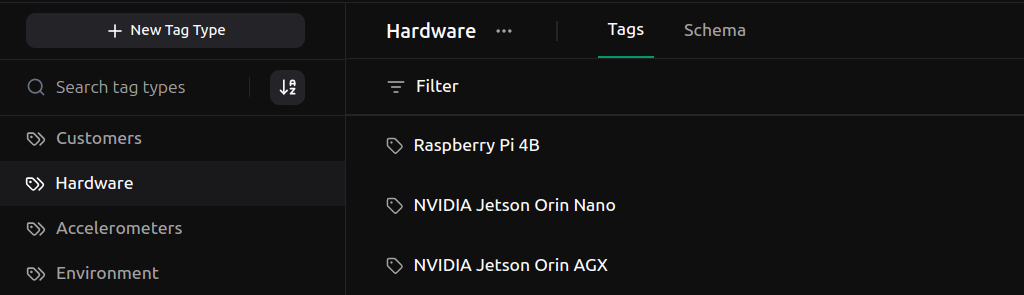 New Tag Type
Search tag types
Customers
Hardware
Accelerometers
Environment
Hardware
Tags
Schema
Filter
Raspberry Pi 4B
NVIDIA Jetson Orin Nano
NVIDIA Jetson Orin AGX